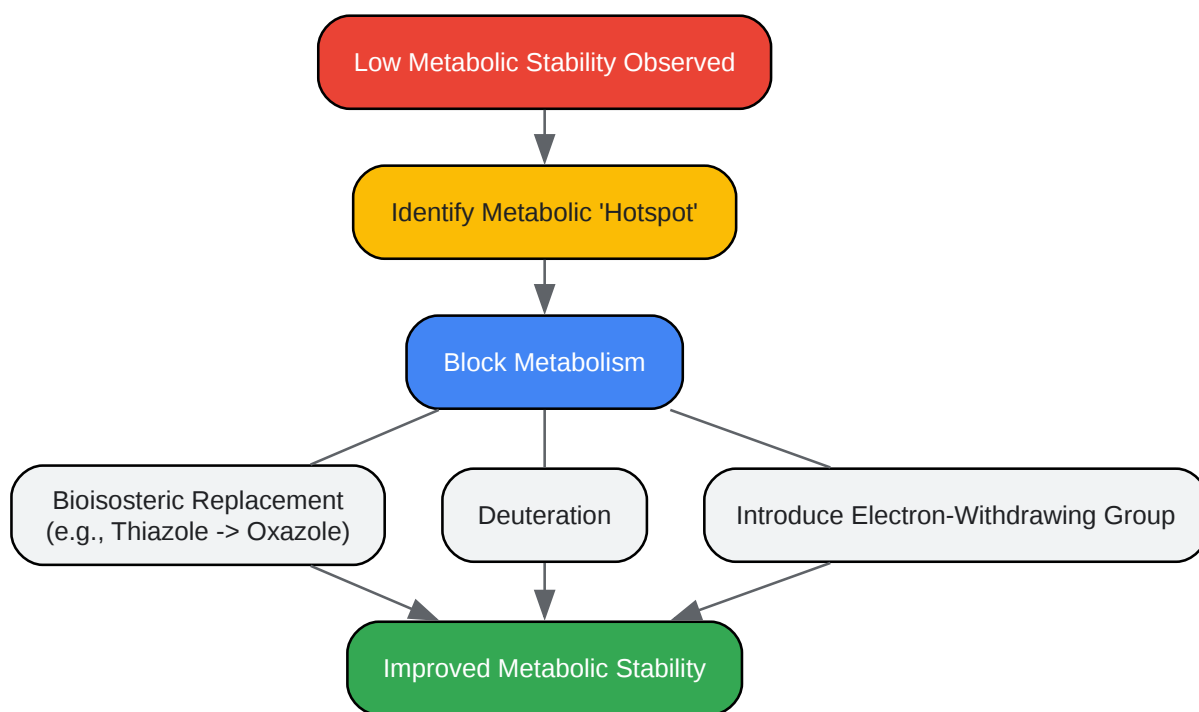 Low Metabolic Stability Observed
Identify Metabolic 'Hotspot'
Block Metabolism
Bioisosteric Replacement
(e.g., Thiazole -> Oxazole)
Deuteration
Introduce Electron-Withdrawing Group
Improved Metabolic Stability